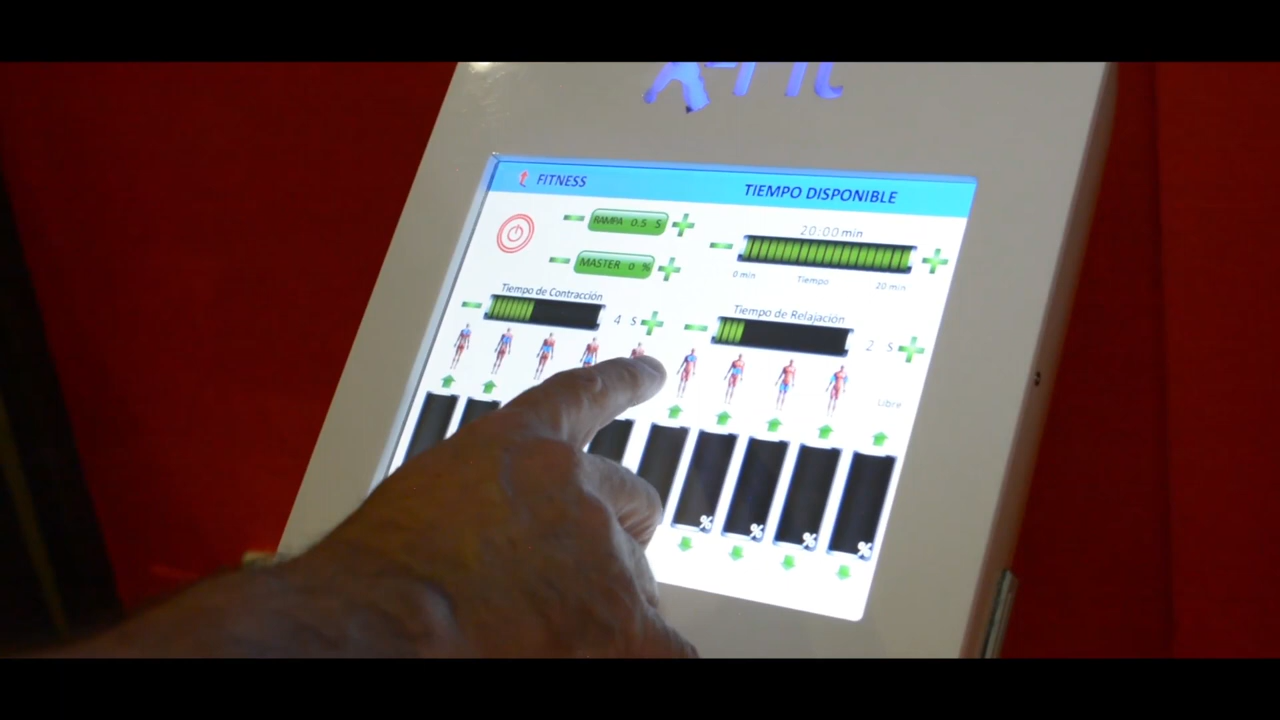 FITNESS
TIEMPO DISPONIBLE
RAMPA 0.5 S
20:00 min
MASTER 0 %
0 min
Tiempo
20 min
Tiempo de Contracción
4 S
Tiempo de Relajación
2 S
Libre
% % % %